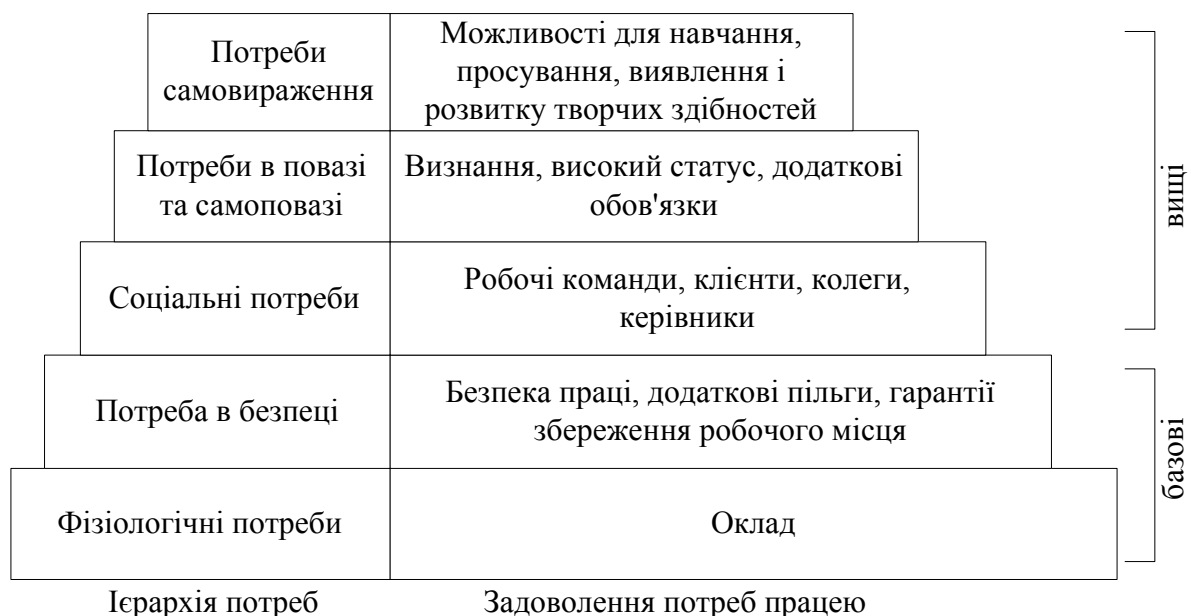 Потреби
самовираження
Можливості для навчання,
просування, виявлення і
розвитку творчих здібностей
Потреби в повазі
та самоповазі
Визнання, високий статус, додаткові
обов'язки
Соціальні потреби
Робочі команди, клієнти, колеги,
керівники
Потреба в безпеці
Безпека праці, додаткові пільги, гарантії
збереження робочого місця
Фізіологічні потреби
Оклад
Ієрархія потреб
Задоволення потреб працею
вищі
базові